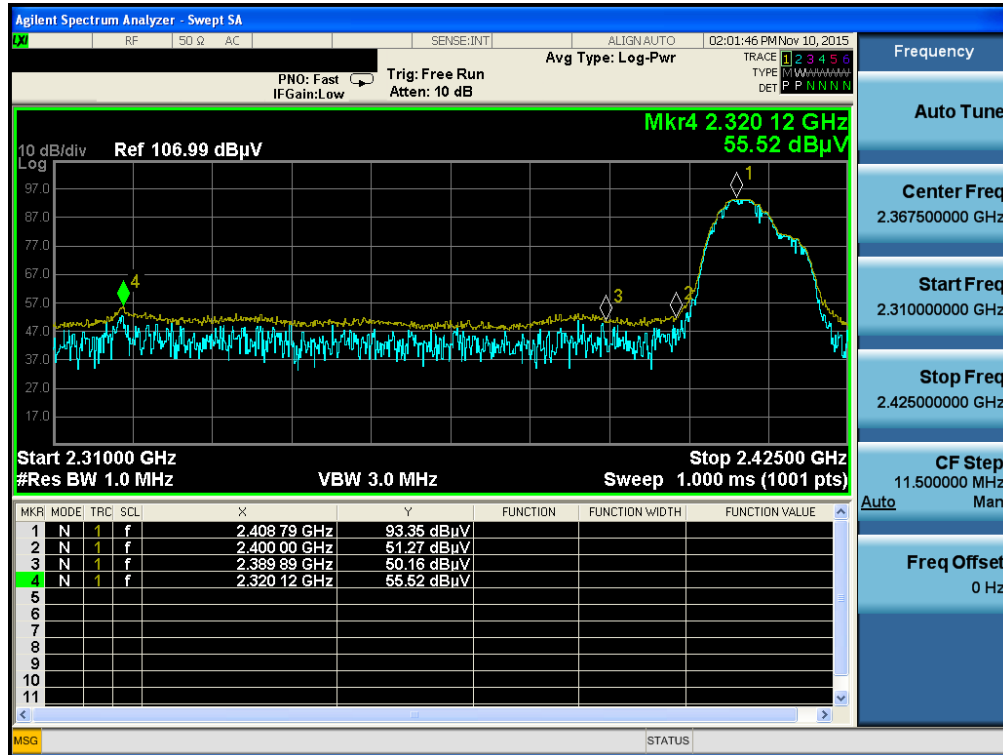 Agilent Spectrum Analyzer - Swept SA
LXI RF 50 Ω AC SENSE:INT ALIGN AUTO 02:01:46 PM Nov 10, 2015
Frequency
Avg Type: Log-Pwr TRACE 1 2 3 4 5 6
PNO: Fast Trig: Free Run TYPE M W
IFGain:Low Atten: 10 dB DET P P N N N N
Auto Tune
Mkr4 2.320 12 GHz
10 dB/div Ref 106.99 dBµV 55.52 dBµV
Log
97.0
87.0
77.0
67.0
57.0
47.0
37.0
27.0
17.0
1
2
3
4
Start 2.31000 GHz Stop 2.42500 GHz
#Res BW 1.0 MHz VBW 3.0 MHz Sweep 1.000 ms (1001 pts)
Center Freq
2.367500000 GHz
Start Freq
2.310000000 GHz
Stop Freq
2.425000000 GHz
CF Step
11.500000 MHz
Auto Man
Freq Offset
0 Hz
MKR MODE TRC SCL X Y FUNCTION FUNCTION WIDTH FUNCTION VALUE
1 N 1 f 2.408 79 GHz 93.35 dBµV
2 N 1 f 2.400 00 GHz 51.27 dBµV
3 N 1 f 2.389 89 GHz 50.16 dBµV
4 N 1 f 2.320 12 GHz 55.52 dBµV
5
6
7
8
9
10
11
MSG STATUS